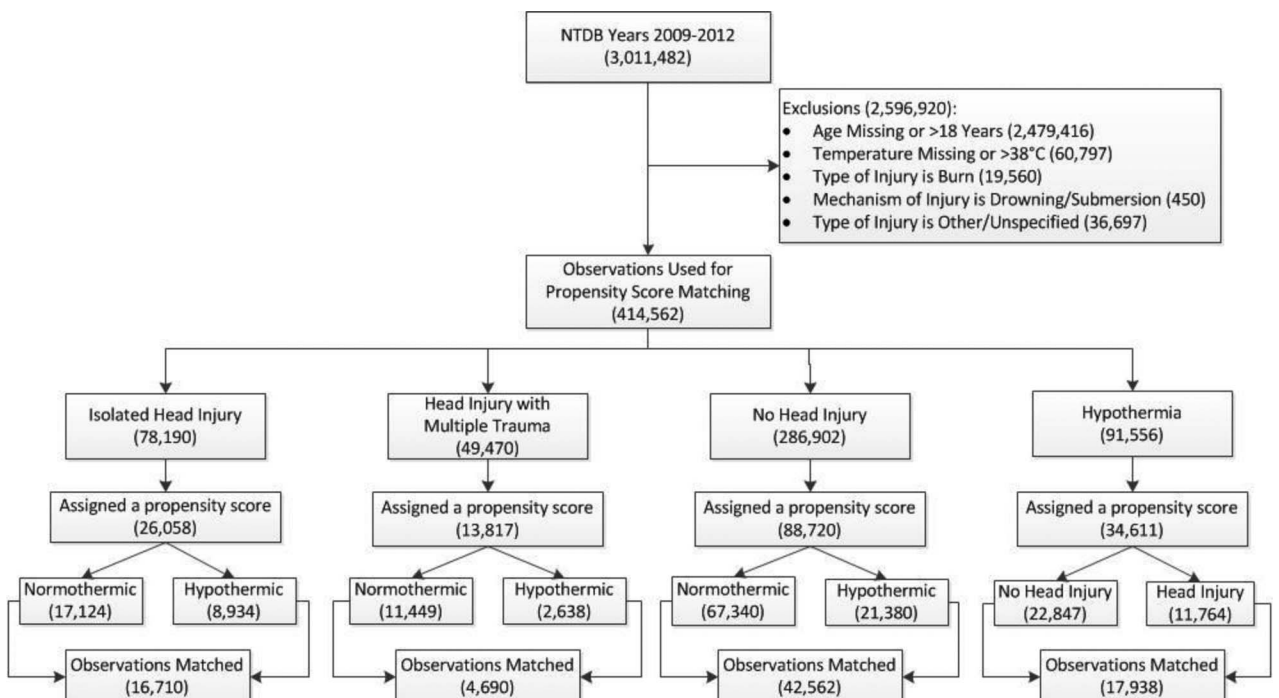 NTDB Years 2009-2012
(3,011,482)
Exclusions (2,596,920):
• Age Missing or >18 Years (2,479,416)
• Temperature Missing or >38°C (60,797)
• Type of Injury is Burn (19,560)
• Mechanism of Injury is Drowning/Submersion (450)
• Type of Injury is Other/Unspecified (36,697)
Observations Used for
Propensity Score Matching
(414,562)
Isolated Head Injury
(78,190)
Head Injury with
Multiple Trauma
(49,470)
No Head Injury
(286,902)
Hypothermia
(91,556)
Assigned a propensity score
(26,058)
Assigned a propensity score
(13,817)
Assigned a propensity score
(88,720)
Assigned a propensity score
(34,611)
Normothermic
(17,124)
Hypothermic
(8,934)
Normothermic
(11,449)
Hypothermic
(2,638)
Normothermic
(67,340)
Hypothermic
(21,380)
No Head Injury
(22,847)
Head Injury
(11,764)
Observations Matched
(16,710)
Observations Matched
(4,690)
Observations Matched
(42,562)
Observations Matched
(17,938)